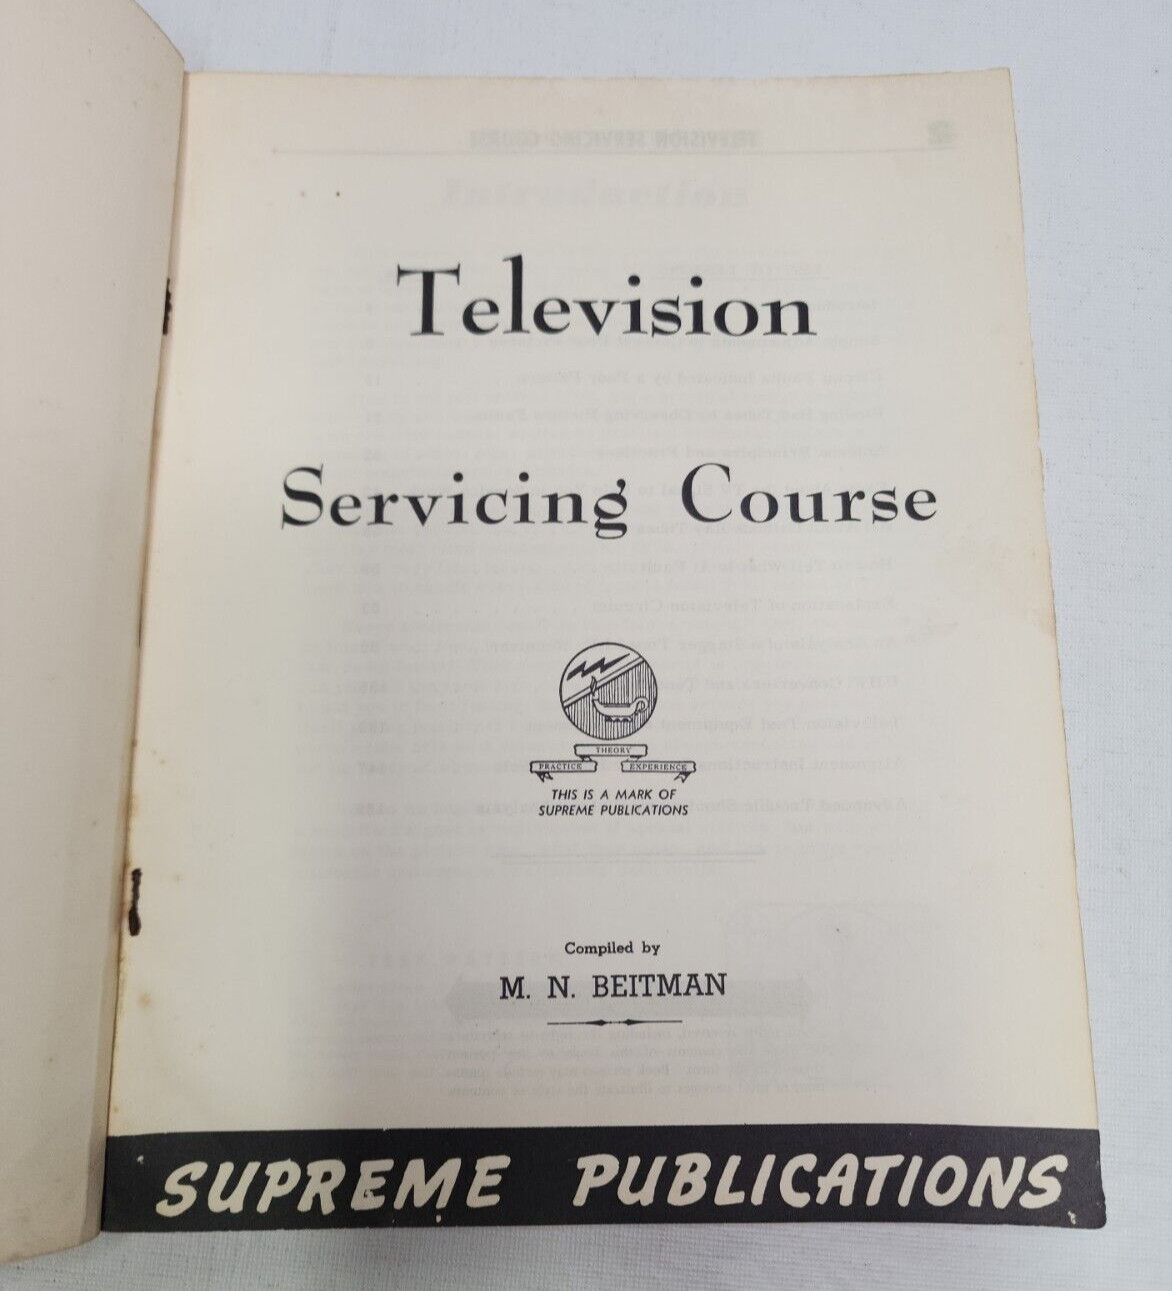 Television
Servicing Course
THEORY
PRACTICE EXPERIENCE
THIS IS A MARK OF
SUPREME PUBLICATIONS
Compiled by
M. N. BEITMAN
SUPREME PUBLICATIONS